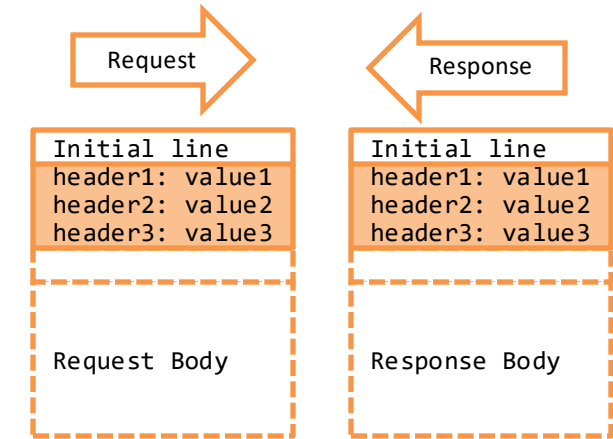 Request
Initial line
header1: value1
header2: value2
header3: value3
Request Body
Response
Initial line
header1: value1
header2: value2
header3: value3
Response Body